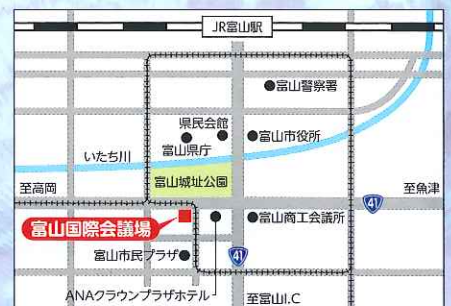 JR富山駅
富山警察署
県民会館
富山市役所
富山県庁
いたち川
富山城址公園
至高岡
至魚津
41
富山国際会議場
富山商工会議所
富山市民プラザ
41
ANAクラウンプラザホテル
至富山I.C